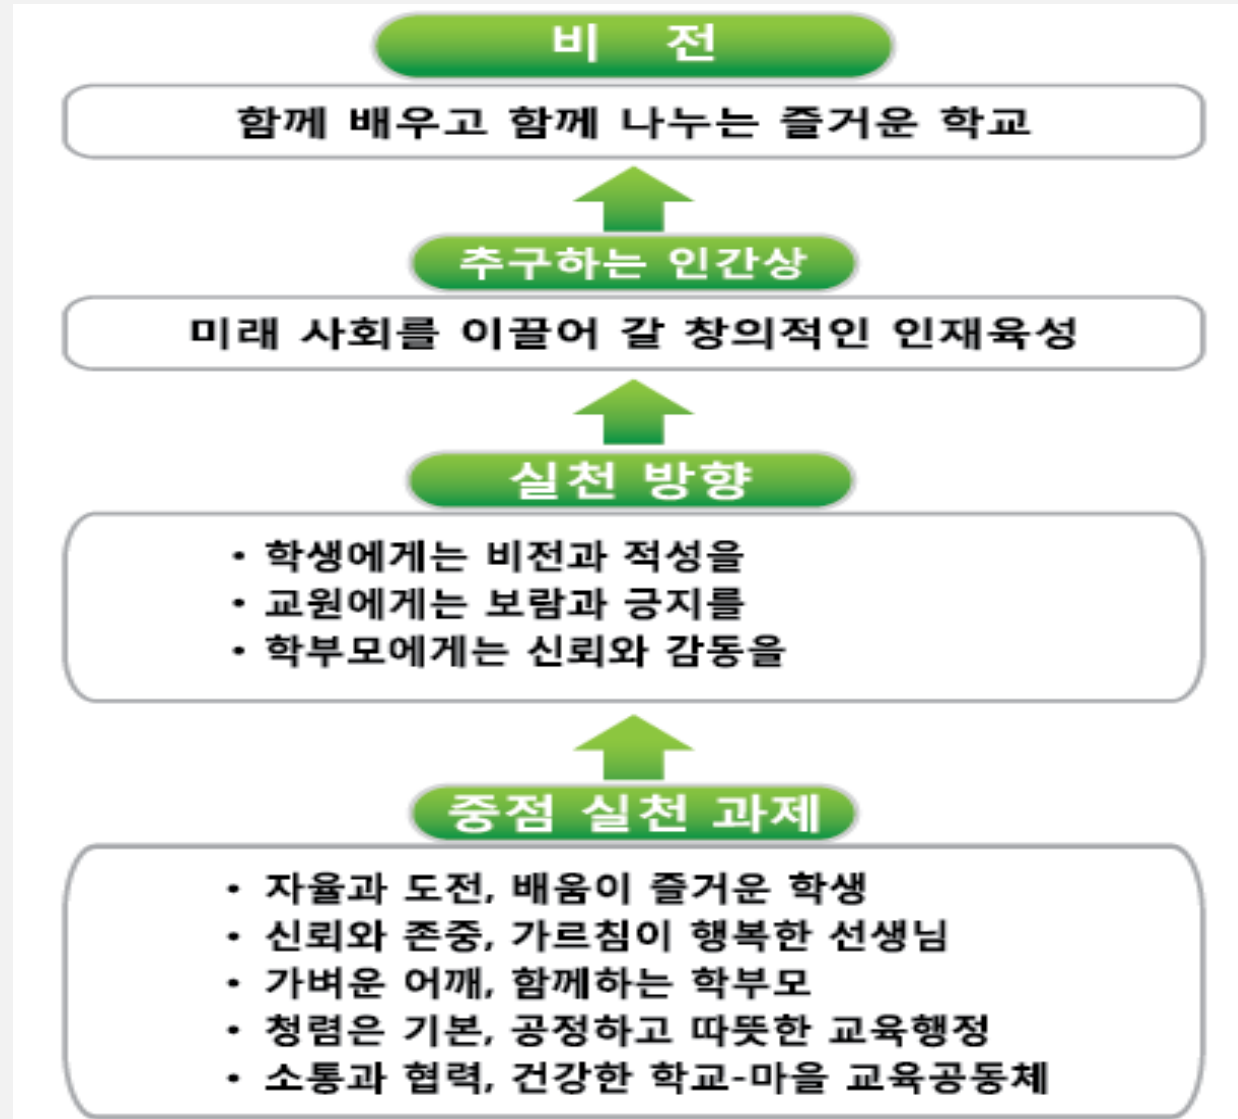 비 전
함께 배우고 함께 나누는 즐거운 학교
추구하는 인간상
미래 사회를 이끌어 갈 창의적인 인재육성
실천 방향
• 학생에게는 비전과 적성을
• 교원에게는 보람과 긍지를
• 학부모에게는 신뢰와 감동을
중점 실천 과제
• 자율과 도전, 배움이 즐거운 학생
• 신뢰와 존중, 가르침이 행복한 선생님
• 가벼운 어깨, 함께하는 학부모
• 청렴은 기본, 공정하고 따뜻한 교육행정
• 소통과 협력, 건강한 학교-마을 교육공동체